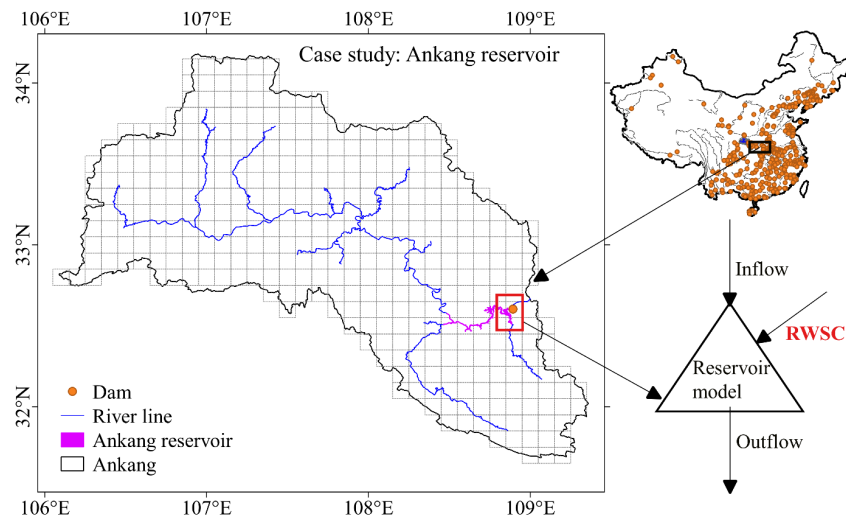 106°E 107°E 108°E 109°E
Case study: Ankang reservoir
34°N
33°N
32°N
Dam
River line
Ankang reservoir
Ankang
106°E 107°E 108°E 109°E
Inflow
RWSC
Reservoir
model
Outflow